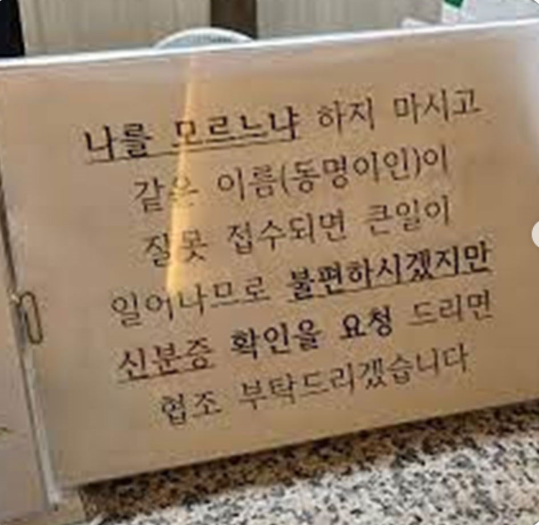 나를 모르느냐 하지 마시고
같은 이름(동명이인)이
잘못 접수되면 큰일이
일어나므로 불편하시겠지만
신분증 확인을 요청 드리면
협조 부탁드리겠습니다